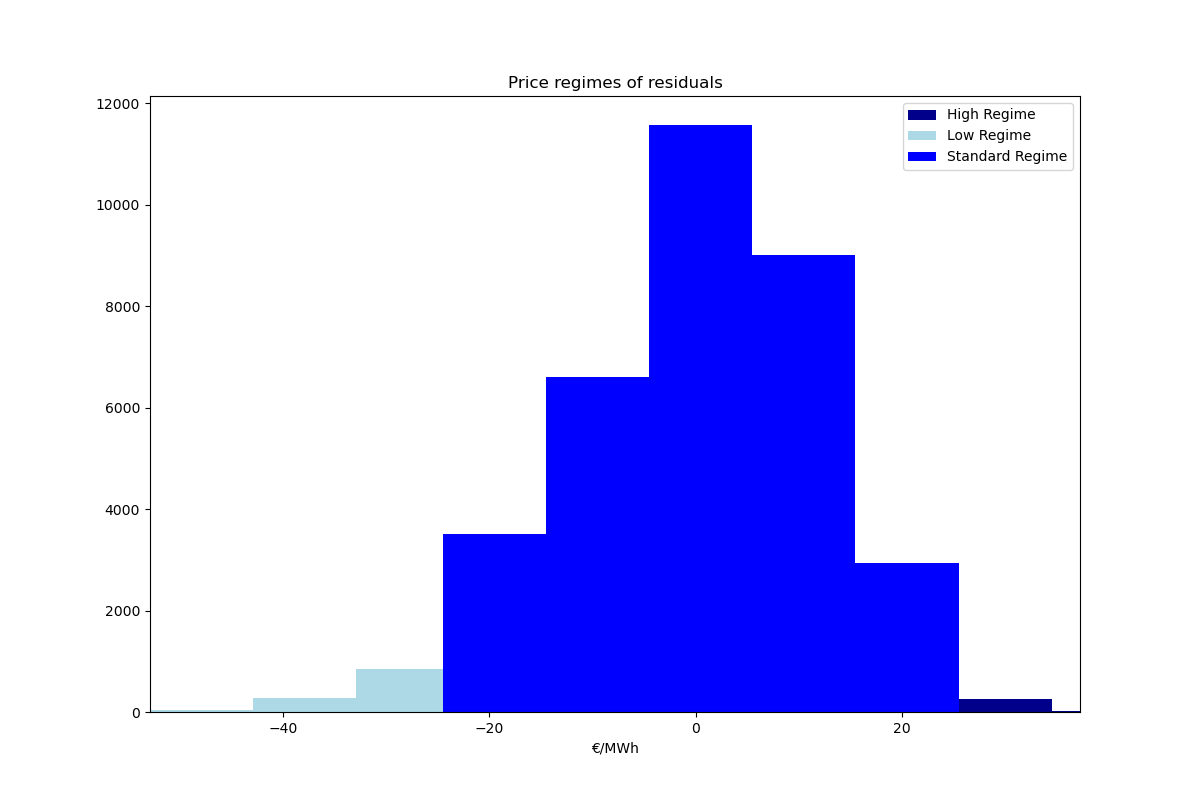 Price regimes of residuals
12000
10000
8000
6000
4000
2000
0
High Regime
Low Regime
Standard Regime
−40
−20
0
20
€/MWh